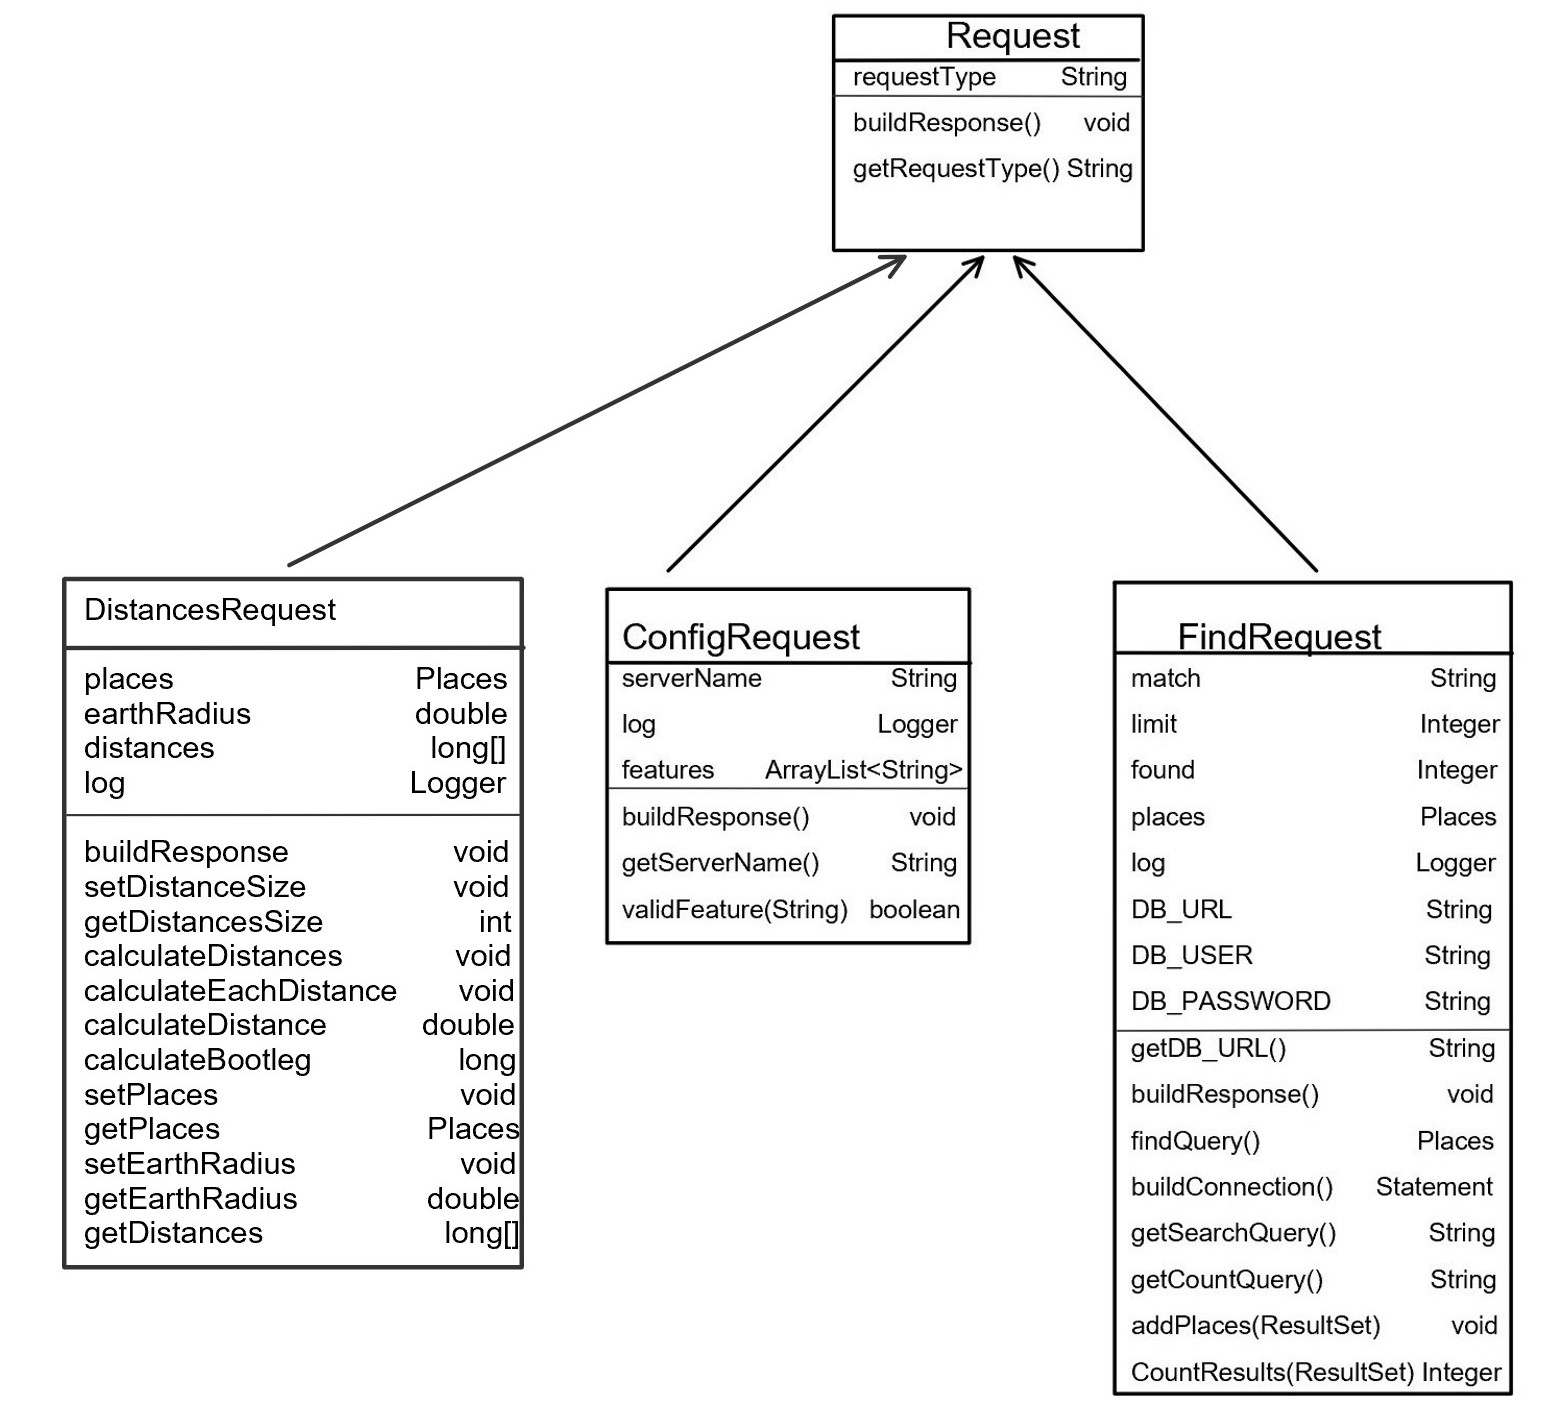 Request
requestType String
buildResponse() void
getRequestType() String
DistancesRequest
places Places
earthRadius double
distances long[]
log Logger
buildResponse void
setDistanceSize void
getDistancesSize int
calculateDistances void
calculateEachDistance void
calculateDistance double
calculateBootleg long
setPlaces void
getPlaces Places
setEarthRadius void
getEarthRadius double
getDistances long[]
ConfigRequest
serverName String
log Logger
features ArrayList<String>
buildResponse() void
getServerName() String
validFeature(String) boolean
FindRequest
match String
limit Integer
found Integer
places Places
log Logger
DB_URL String
DB_USER String
DB_PASSWORD String
getDB_URL() String
buildResponse() void
findQuery() Places
buildConnection() Statement
getSearchQuery() String
getCountQuery() String
addPlaces(ResultSet) void
CountResults(ResultSet) Integer